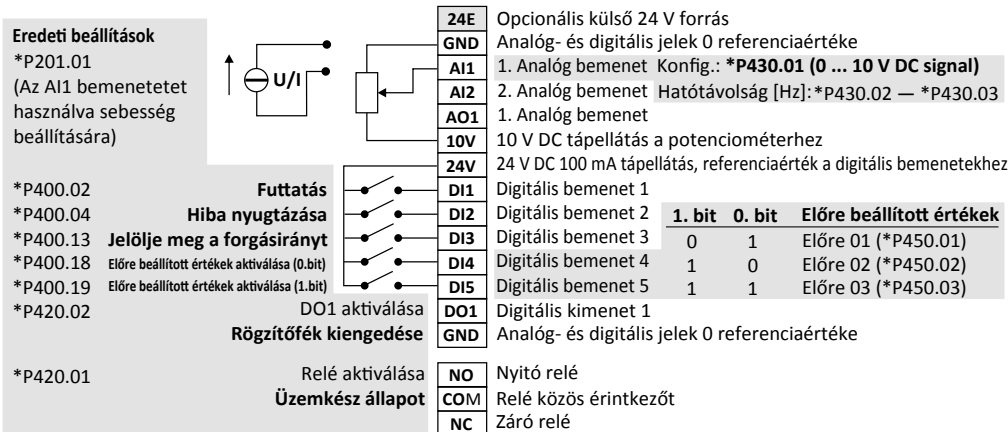 24E Opcionális külső 24 V forrás
Eredeti beállítások
GND Analóg- és digitális jelek 0 referenciaértéke
*P201.01
AI1 1. Analóg bemenet Konfig.: *P430.01 (0 ... 10 V DC signal)
(Az AI1 bemenetetet
U/I
AI2 2. Analóg bemenet Hatótávolság [Hz]:*P430.02 — *P430.03
használva sebesség
AO1 1. Analóg bemenet
beállítására)
10V 10 V DC tápellátás a potenciométerhez
24V 24 V DC 100 mA tápellátás, referenciaérték a digitális bemenetekhez
*P400.02 Futtatás DI1 Digitális bemenet 1
*P400.04 Hiba nyugtázása DI2 Digitális bemenet 2 1. bit 0. bit Előre beállított értékek
*P400.13 Jelölje meg a forgásirányt DI3 Digitális bemenet 3 0 1 Előre 01 (*P450.01)
*P400.18 Előre beállított értékek aktiválása (0.bit) DI4 Digitális bemenet 4 1 0 Előre 02 (*P450.02)
*P400.19 Előre beállított értékek aktiválása (1.bit) DI5 Digitális bemenet 5 1 1 Előre 03 (*P450.03)
*P420.02 DO1 aktiválása DO1 Digitális kimenet 1
Rögzítőfék kiengedése GND Analóg- és digitális jelek 0 referenciaértéke
*P420.01 Relé aktiválása NO Nyitó relé
Üzemkész állapot COM Relé közös érintkezőt
NC Záró relé